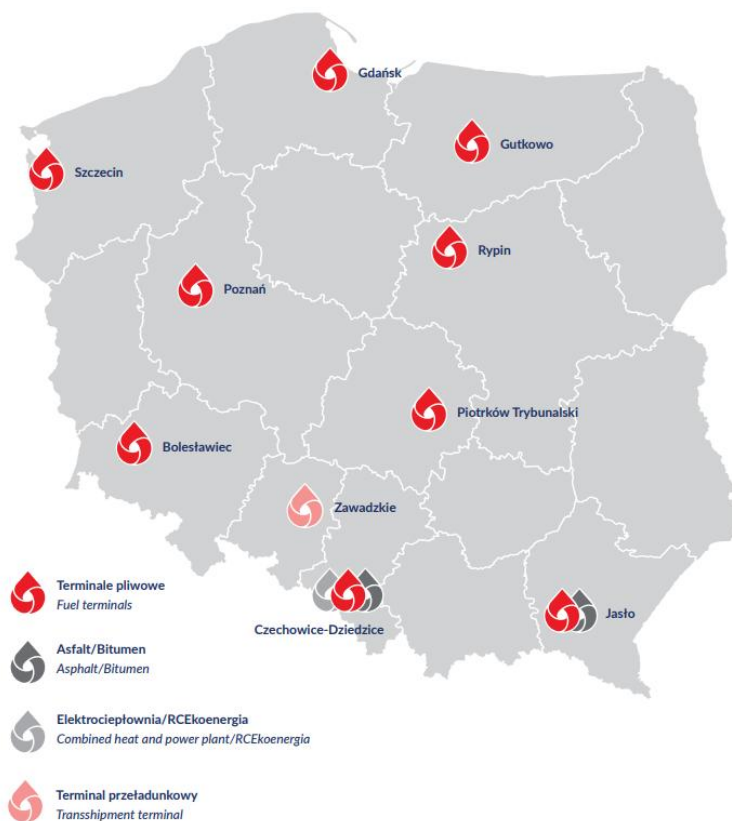 Gdańsk
Gutkowo
Szczecin
Rypin
Poznań
Piotrków Trybunalski
Bolesławiec
Zawadzkie
Czechowice-Dziedzice
Jasło
Terminale pliwowe
Fuel terminals
Asfalt/Bitumen
Asphalt/Bitumen
Elektrociepłownia/RCEkoenergia
Combined heat and power plant/RCEkoenergia
Terminal przeładunkowy
Transshipment terminal